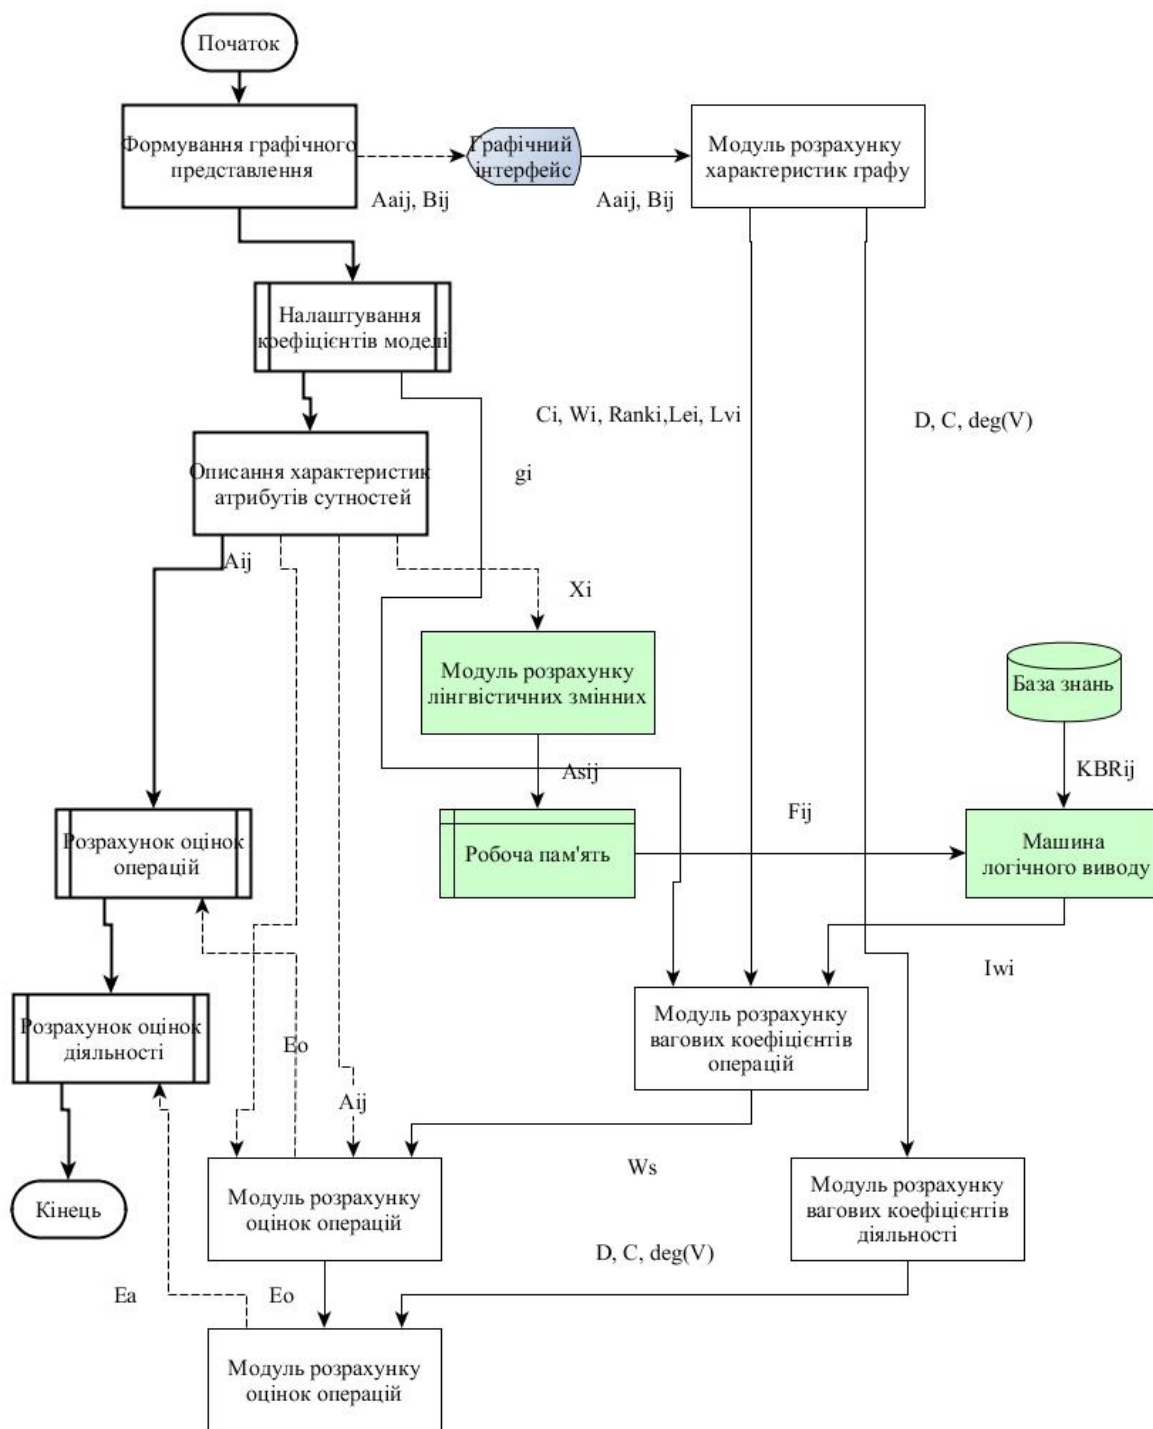 Початок
Формування графічного
представлення
Графічний
інтерфейс
Модуль розрахунку
характеристик графу
Aaij, Bij
Aaij, Bij
Налаштування
коефіцієнтів моделі
Ci, Wi, Ranki,Lei, Lvi
D, C, deg(V)
Описання характеристик
атрибутів сутностей
gi
Aij
Xi
Модуль розрахунку
лінгвістичних змінних
База знань
Asij
KBRij
Розрахунок оцінок
операцій
Робоча пам'ять
Fij
Машина
логічного виводу
Iwi
Розрахунок оцінок
діяльності
Eo
Модуль розрахунку
вагових коефіцієнтів
операцій
Aij
Ws
Кінець
Модуль розрахунку
оцінок операцій
Модуль розрахунку
вагових коефіцієнтів
діяльності
D, C, deg(V)
Ea
Eo
Модуль розрахунку
оцінок операцій